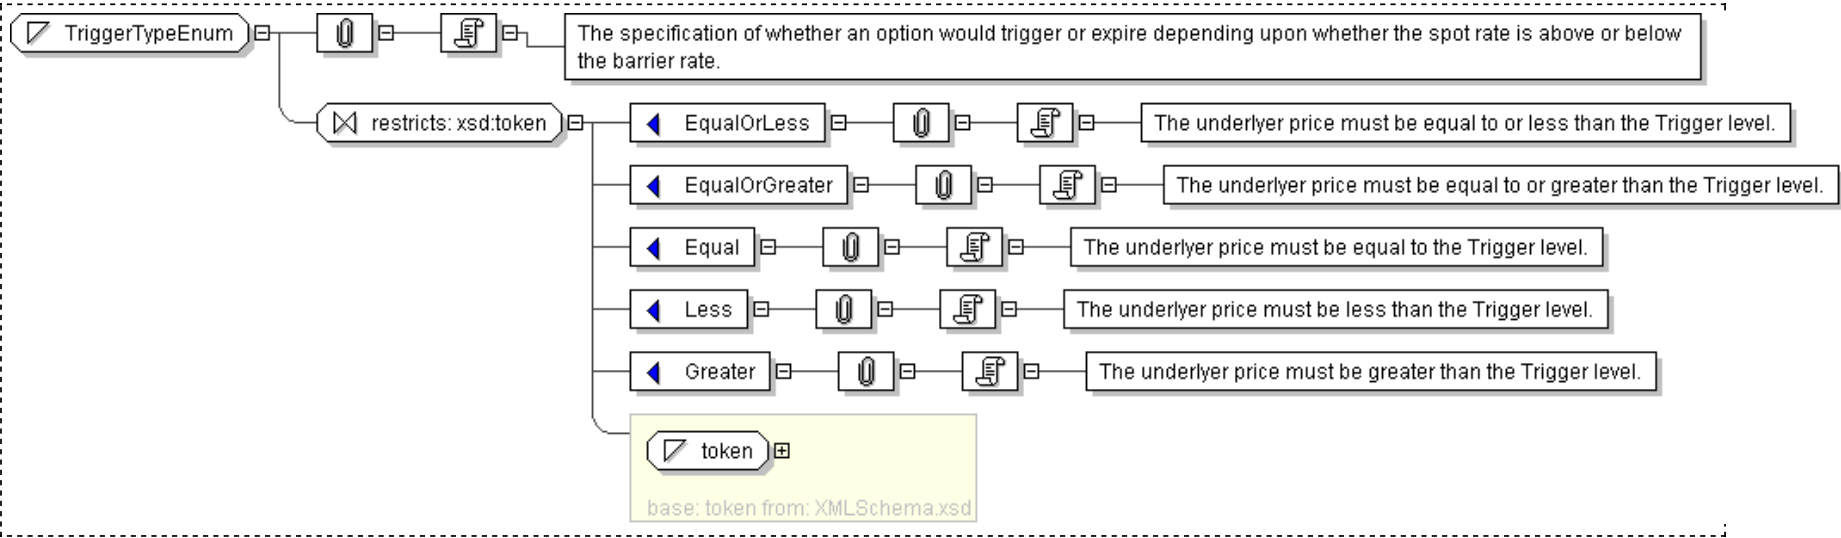 TriggerTypeEnum
The specification of whether an option would trigger or expire depending upon whether the spot rate is above or below
the barrier rate.
restricts: xsd:token
EqualOrLess
The underlyer price must be equal to or less than the Trigger level.
EqualOrGreater
The underlyer price must be equal to or greater than the Trigger level.
Equal
The underlyer price must be equal to the Trigger level.
Less
The underlyer price must be less than the Trigger level.
Greater
The underlyer price must be greater than the Trigger level.
token
base: token from: XMLSchema.xsd